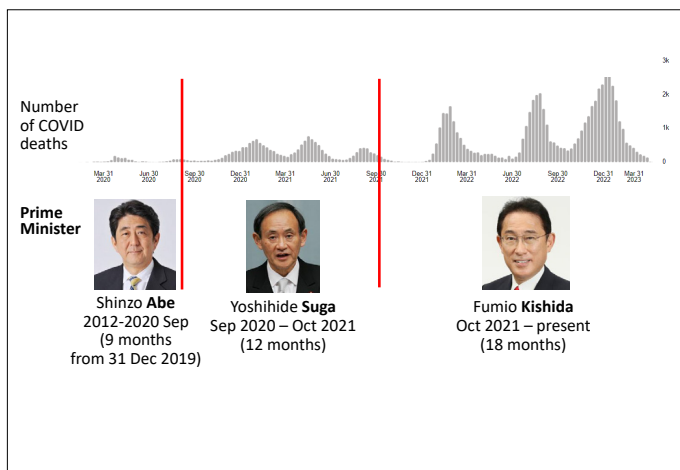 3k
Number
of COVID
deaths
2k
1k
0
Mar 31 Jun 30 Sep 30 Dec 31 Mar 31 Jun 30 Sep 30 Dec 31 Mar 31 Jun 30 Sep 30 Dec 31 Mar 31
2020 2020 2020 2020 2021 2021 2021 2021 2022 2022 2022 2022 2023
Prime
Minister
Shinzo Abe
2012-2020 Sep
(9 months
from 31 Dec 2019)
Yoshihide Suga
Sep 2020 – Oct 2021
(12 months)
Fumio Kishida
Oct 2021 – present
(18 months)